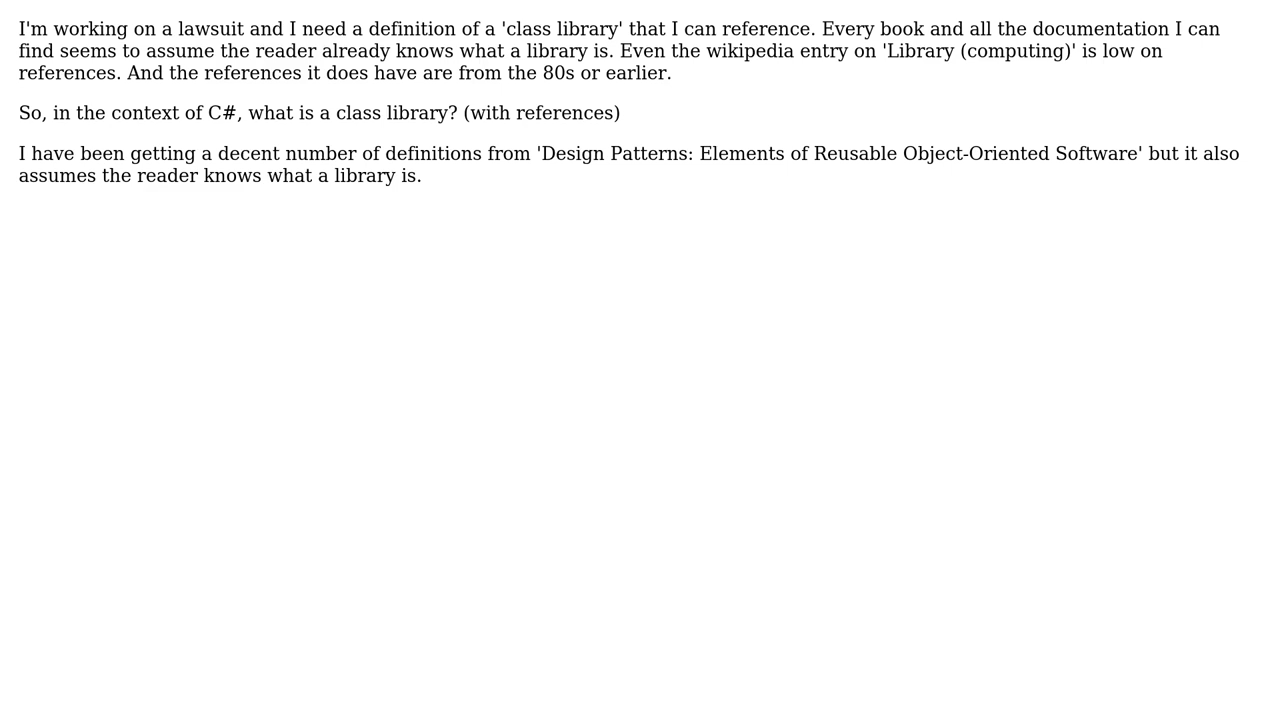 I'm working on a lawsuit and I need a definition of a 'class library' that I can reference. Every book and all the documentation I can
find seems to assume the reader already knows what a library is. Even the wikipedia entry on 'Library (computing)' is low on
references. And the references it does have are from the 80s or earlier.
So, in the context of C#, what is a class library? (with references)
I have been getting a decent number of definitions from 'Design Patterns: Elements of Reusable Object-Oriented Software' but it also
assumes the reader knows what a library is.